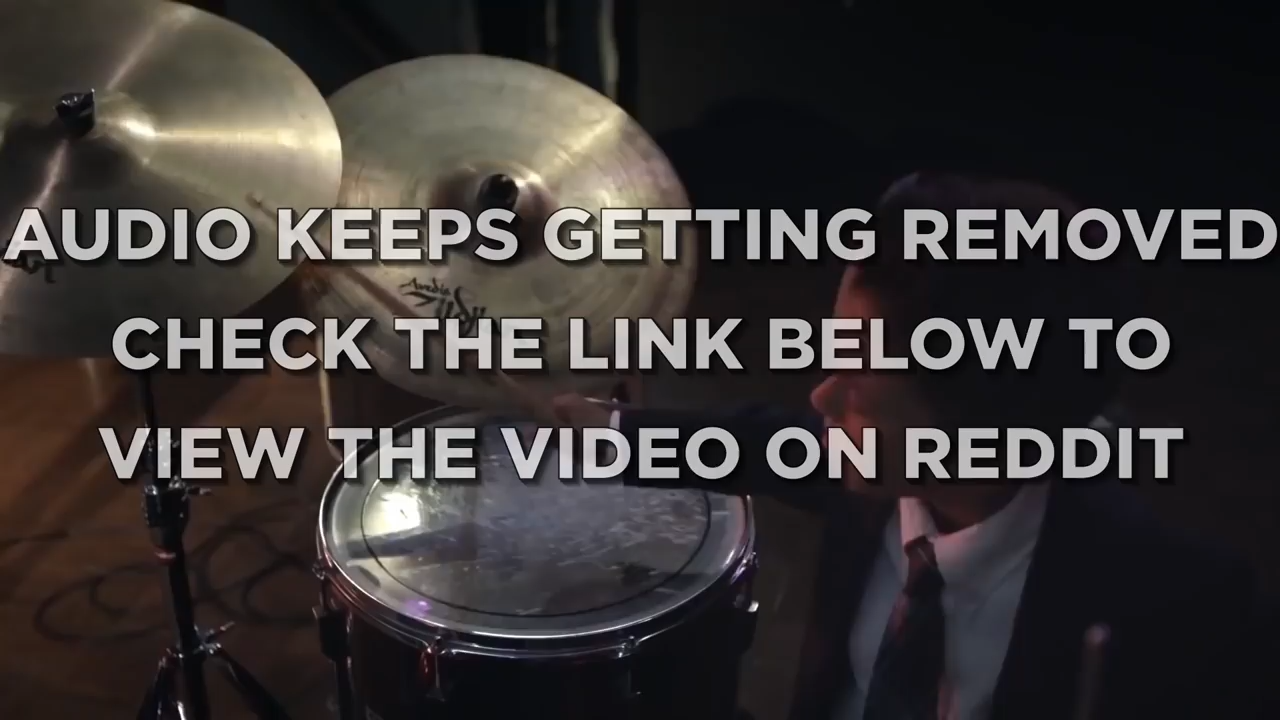 AUDIO KEEPS GETTING REMOVED
CHECK THE LINK BELOW TO
VIEW THE VIDEO ON REDDIT